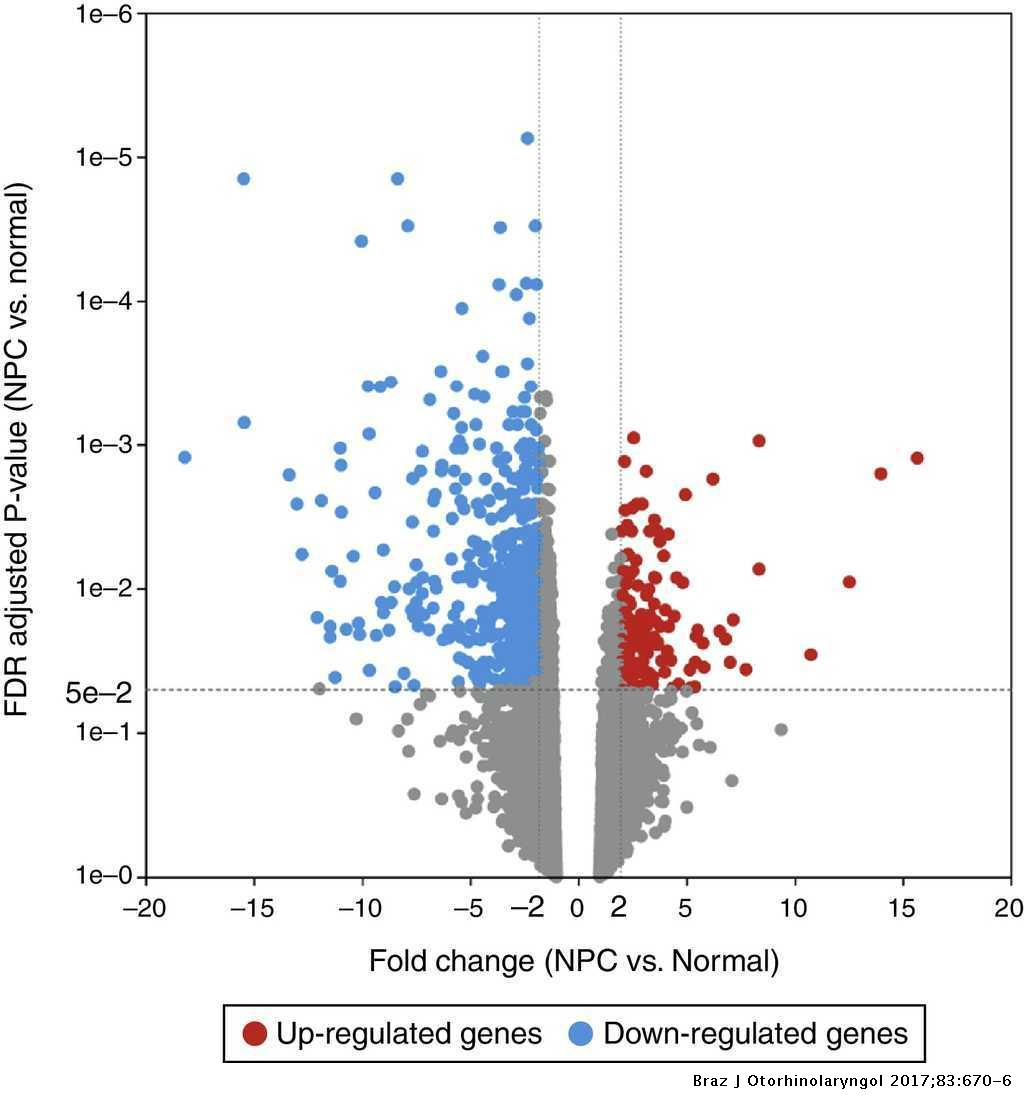 FDR adjusted P-value (NPC vs. normal)
1e–6
1e–5
1e–4
1e–3
1e–2
5e–2
1e–1
1e–0
–20 –15 –10 –5 –2 0 2 5 10 15 20
Fold change (NPC vs. Normal)
Up-regulated genes Down-regulated genes
Braz J Otorhinolaryngol 2017;83:670–6